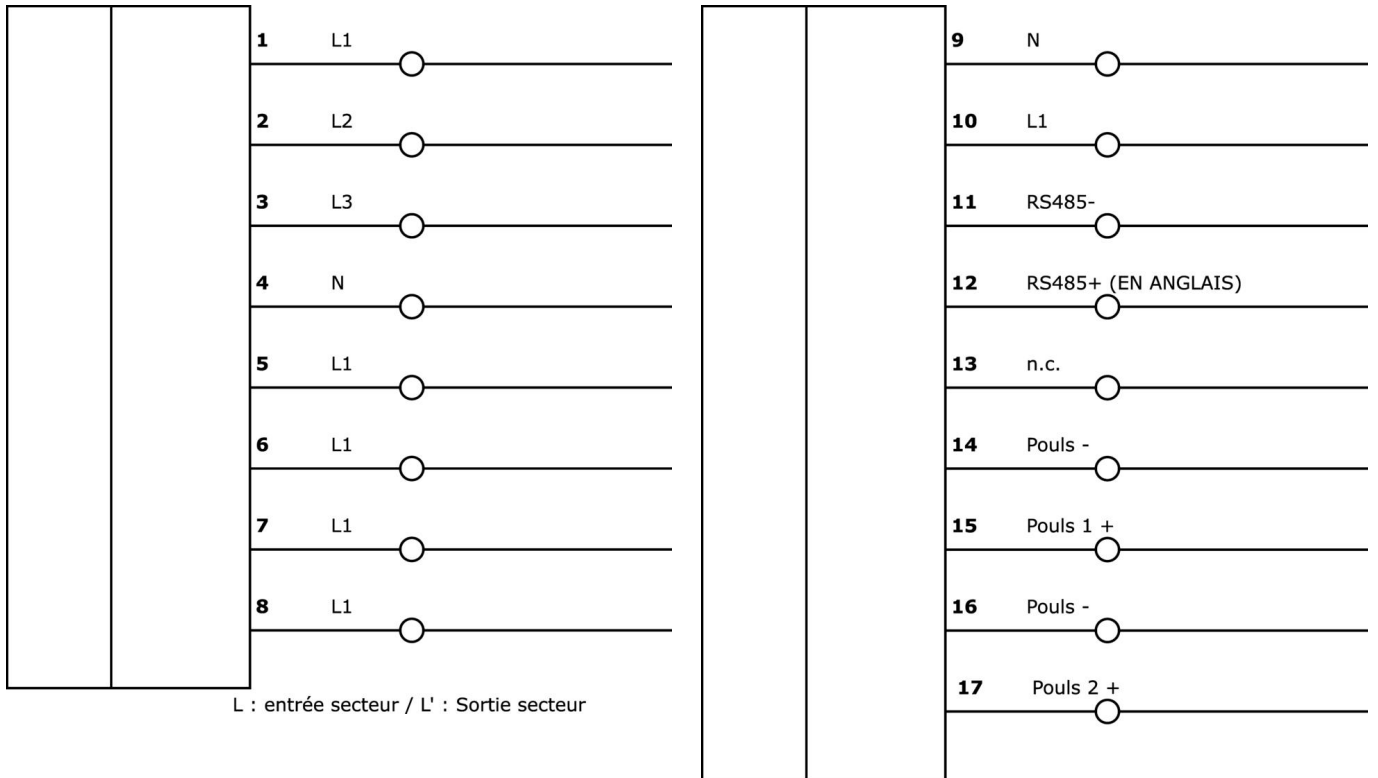 1 L1
2 L2
3 L3
4 N
5 L1
6 L1
7 L1
8 L1
L : entrée secteur / L' : Sortie secteur
9 N
10 L1
11 RS485-
12 RS485+ (EN ANGLAIS)
13 n.c.
14 Pouls -
15 Pouls 1 +
16 Pouls -
17 Pouls 2 +